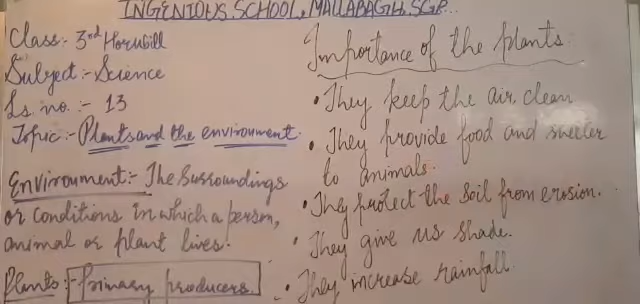 INGENIOUS SCHOOL, MALLABAGH, SGR..
Class:- 3rd Hornbill
Subject:- Science
Ls. no. :- 13
Topic:- Plants and the environment.
Environment:- The Surroundings
or conditions in which a person,
animal or plant lives.
Plants:- Primary producers.
Importance of the plants:
• They keep the air clean
• They provide food and shelter
to animals.
• They protect the soil from erosion.
• They give us shade.
• They increase rainfall